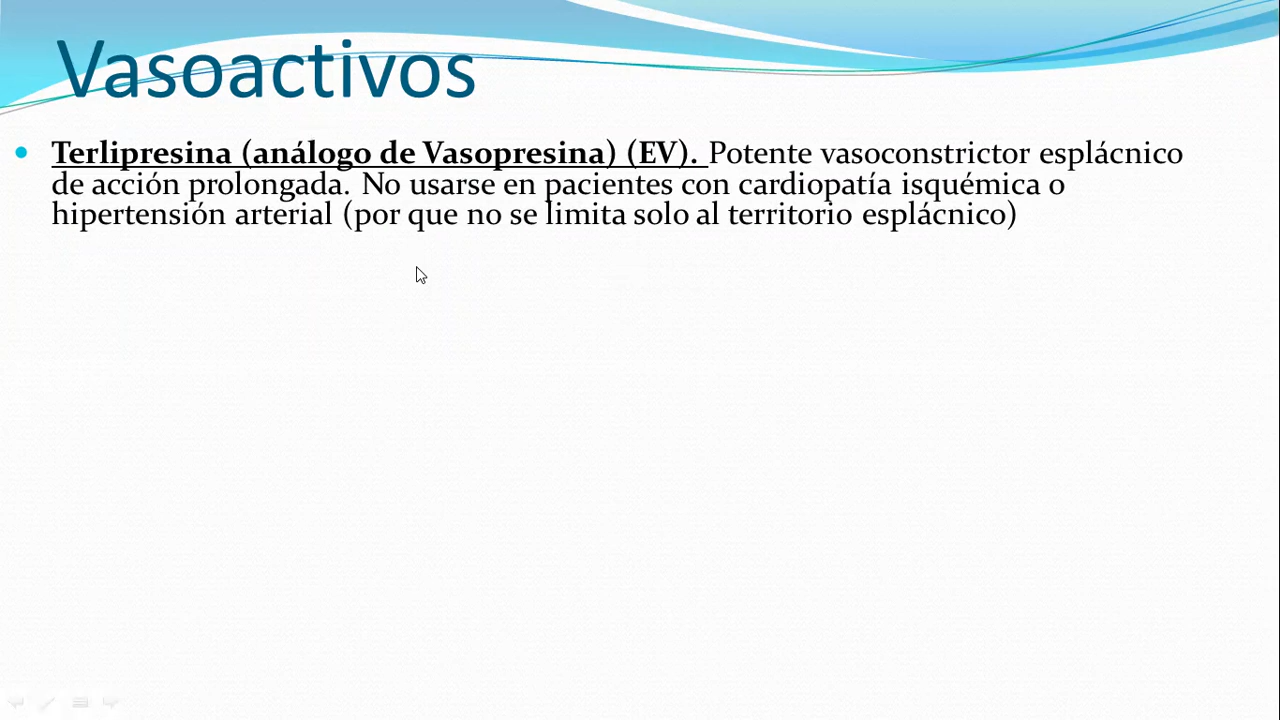 Vasoactivos
• Terlipresina (análogo de Vasopresina) (EV). Potente vasoconstrictor esplácnico
de acción prolongada. No usarse en pacientes con cardiopatía isquémica o
hipertensión arterial (por que no se limita solo al territorio esplácnico)